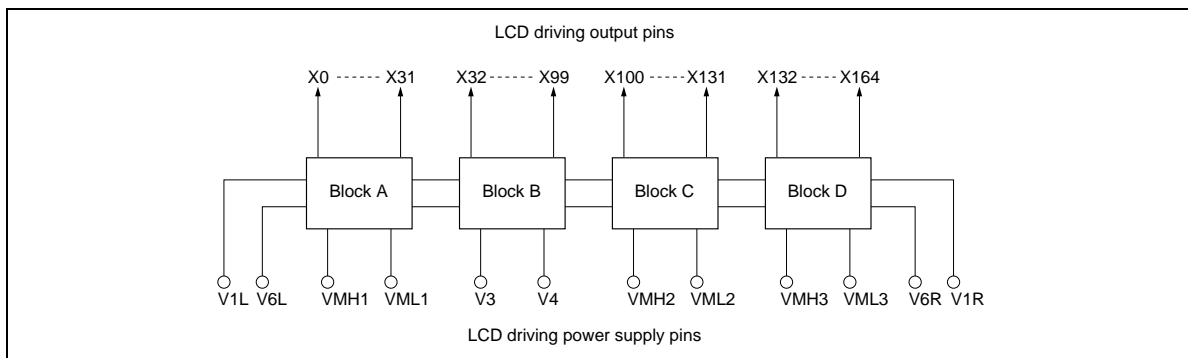 LCD driving output pins
X0 ------ X31 X32 ------- X99 X100 ----- X131 X132 ----- X164
Block A Block B Block C Block D
V1L V6L VMH1 VML1 V3 V4 VMH2 VML2 VMH3 VML3 V6R V1R
LCD driving power supply pins